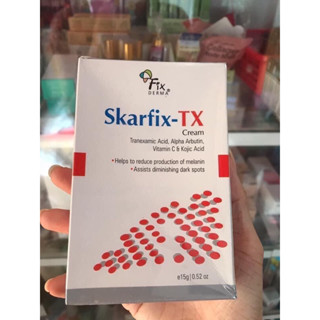 Fix
DERMA
Skarfix-TX
Cream
Tranexamic Acid, Alpha Arbutin,
Vitamin C & Kojic Acid
•Helps to reduce production of melanin
•Assists diminishing dark spots
e15g | 0.52 oz